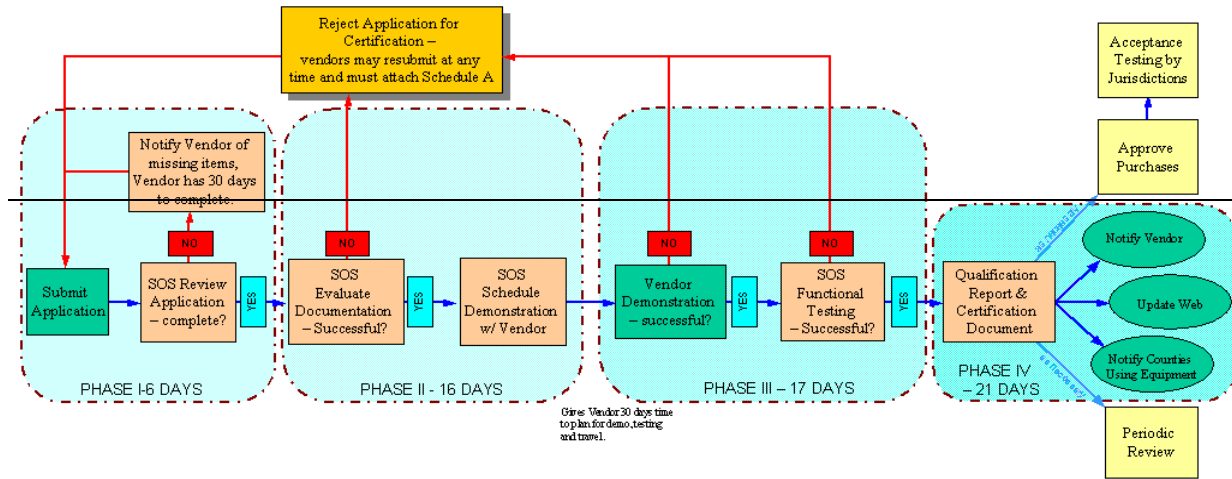 Reject Application for
Certification –
vendors may resubmit at any
time and must attach Schedule A
Acceptance
Testing by
Jurisdictions
Notify Vendor of
missing items,
Vendor has 30 days
to complete.
Approve
Purchases
NO
NO
NO
NO
Submit
Application
SOS Review
Application
– complete?
YES
SOS
Evaluate
Documentation
– Successful?
YES
SOS
Schedule
Demonstration
w/ Vendor
Vendor
Demonstration
– successful?
YES
SOS
Functional
Testing
– Successful?
YES
Qualification
Report &
Certification
Document
Notify Vendor
Update Web
Notify Counties
Using Equipment
PHASE I-6 DAYS
PHASE II - 16 DAYS
PHASE III – 17 DAYS
PHASE IV
– 21 DAYS
Gives Vendor 30 days time
to plan for demo, testing
and travel.
Periodic
Review